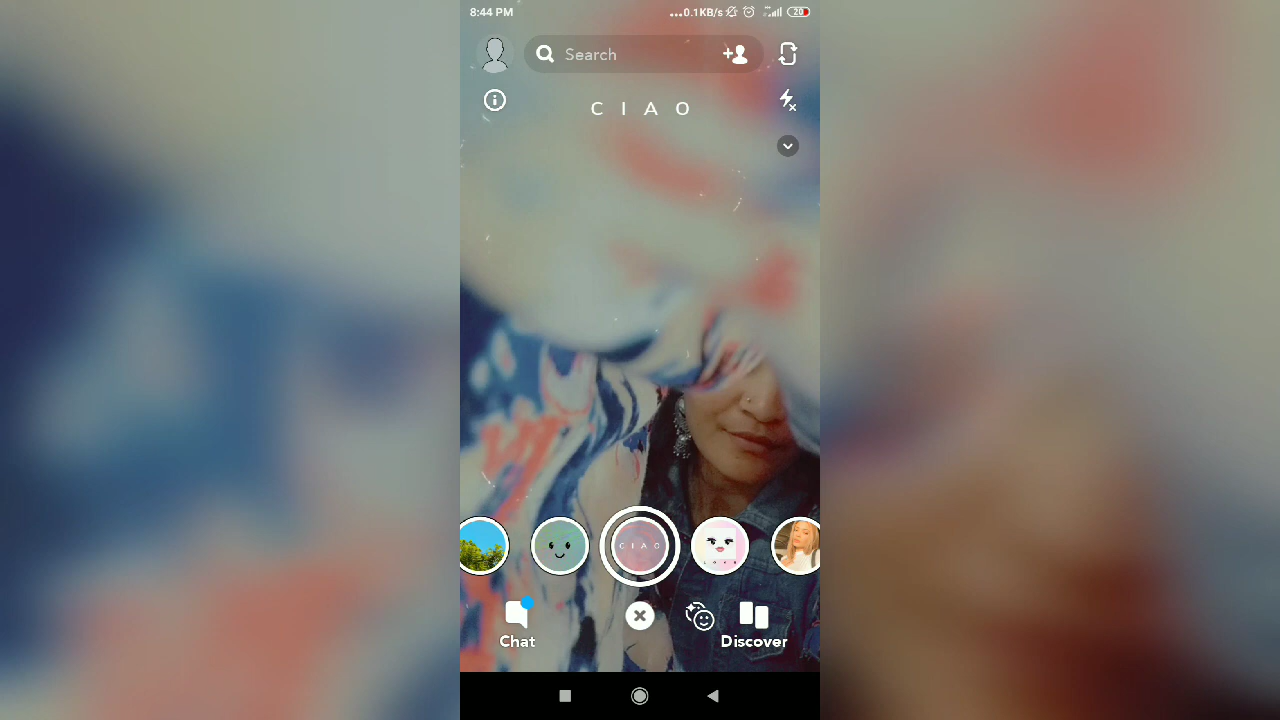 8:44 PM
...0.1KB/s
20
Search
C I A O
C I A O
Chat
Discover